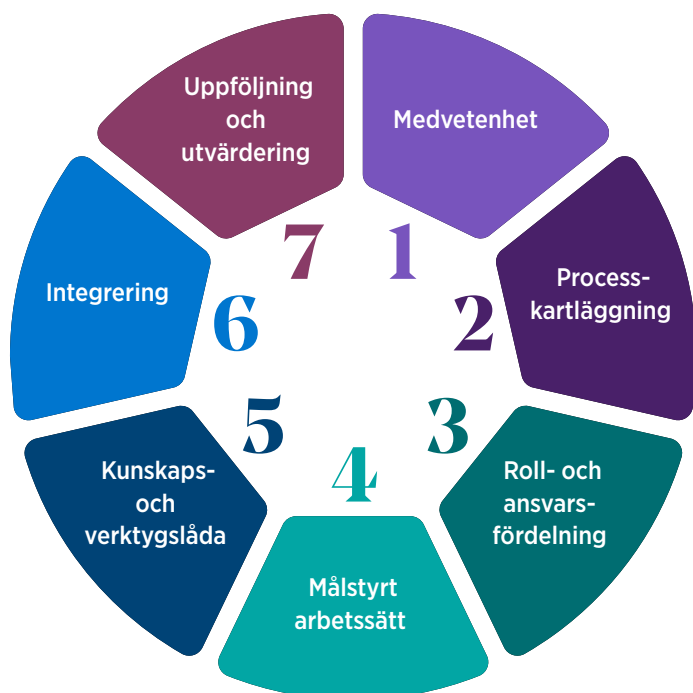 1
Medvetenhet
2
Process-
kartläggning
3
Roll- och
ansvars-
fördelning
4
Målstyrt
arbetssätt
5
Kunskaps-
och
verktygslåda
6
Integrering
7
Uppföljning
och
utvärdering